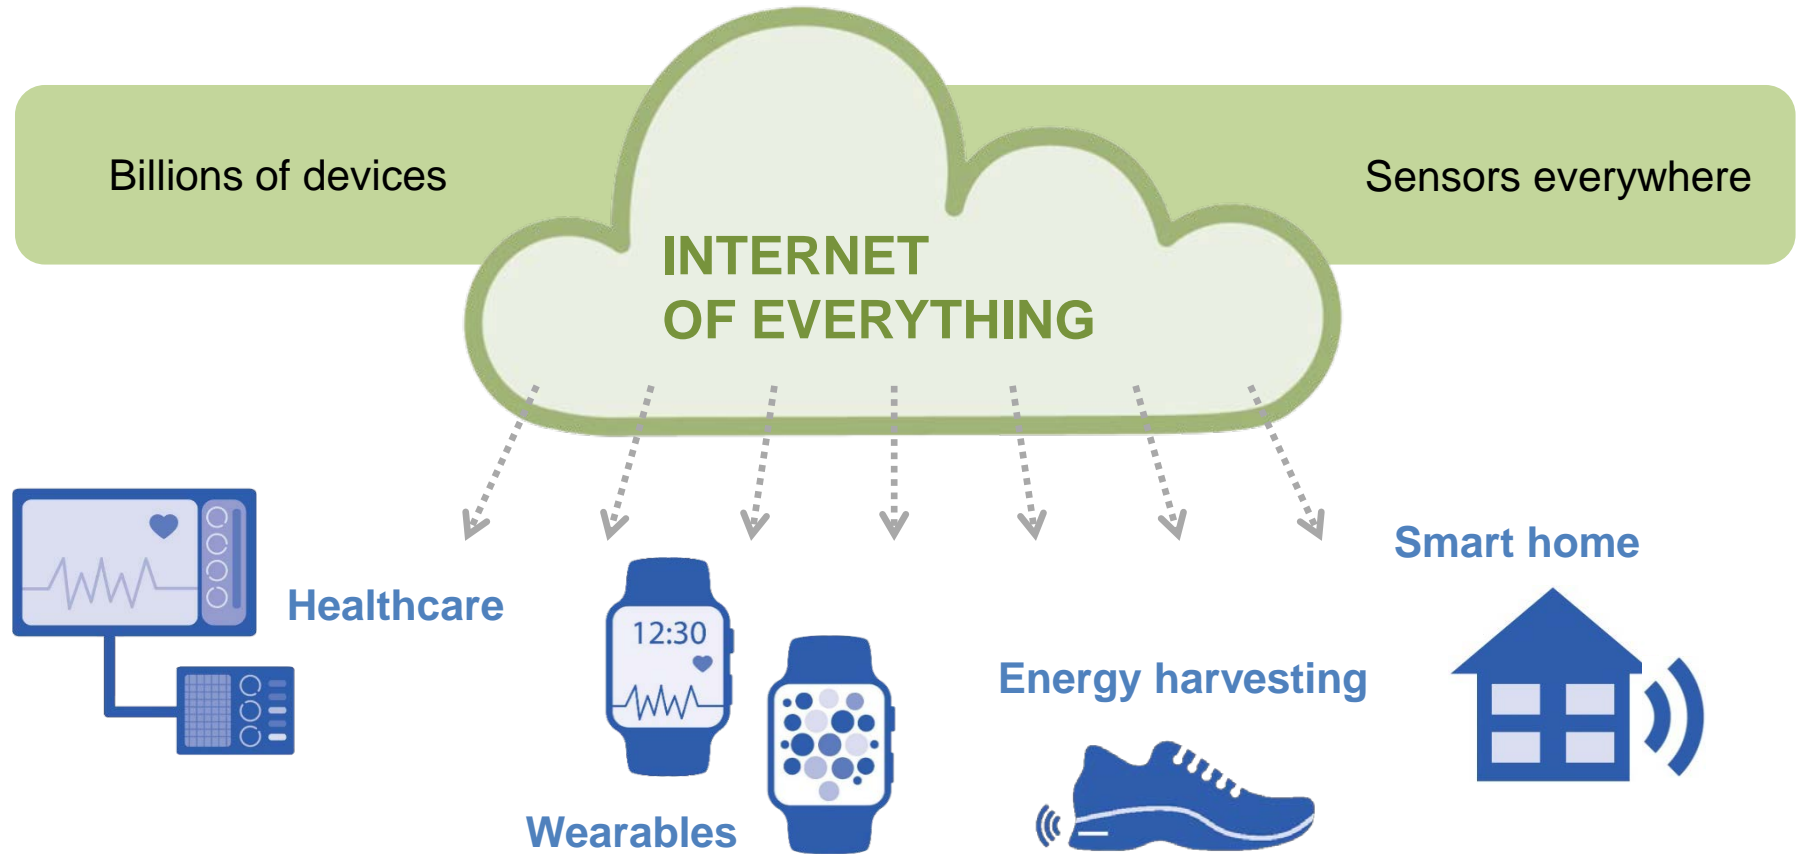 Billions of devices
Sensors everywhere
INTERNET
OF EVERYTHING
Smart home
Healthcare
12:30
Energy harvesting
Wearables